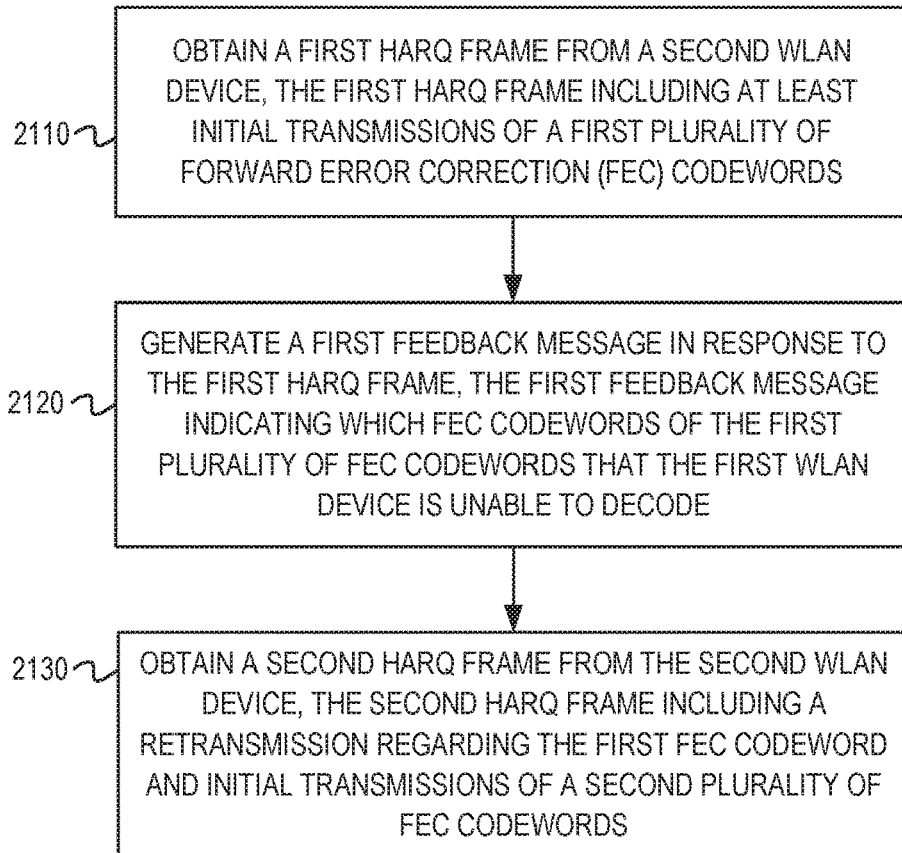 OBTAIN A FIRST HARQ FRAME FROM A SECOND WLAN
DEVICE, THE FIRST HARQ FRAME INCLUDING AT LEAST
2110
INITIAL TRANSMISSIONS OF A FIRST PLURALITY OF
FORWARD ERROR CORRECTION (FEC) CODEWORDS
GENERATE A FIRST FEEDBACK MESSAGE IN RESPONSE TO
THE FIRST HARQ FRAME, THE FIRST FEEDBACK MESSAGE
2120
INDICATING WHICH FEC CODEWORDS OF THE FIRST
PLURALITY OF FEC CODEWORDS THAT THE FIRST WLAN
DEVICE IS UNABLE TO DECODE
2130
OBTAIN A SECOND HARQ FRAME FROM THE SECOND WLAN
DEVICE, THE SECOND HARQ FRAME INCLUDING A
RETRANSMISSION REGARDING THE FIRST FEC CODEWORD
AND INITIAL TRANSMISSIONS OF A SECOND PLURALITY OF
FEC CODEWORDS